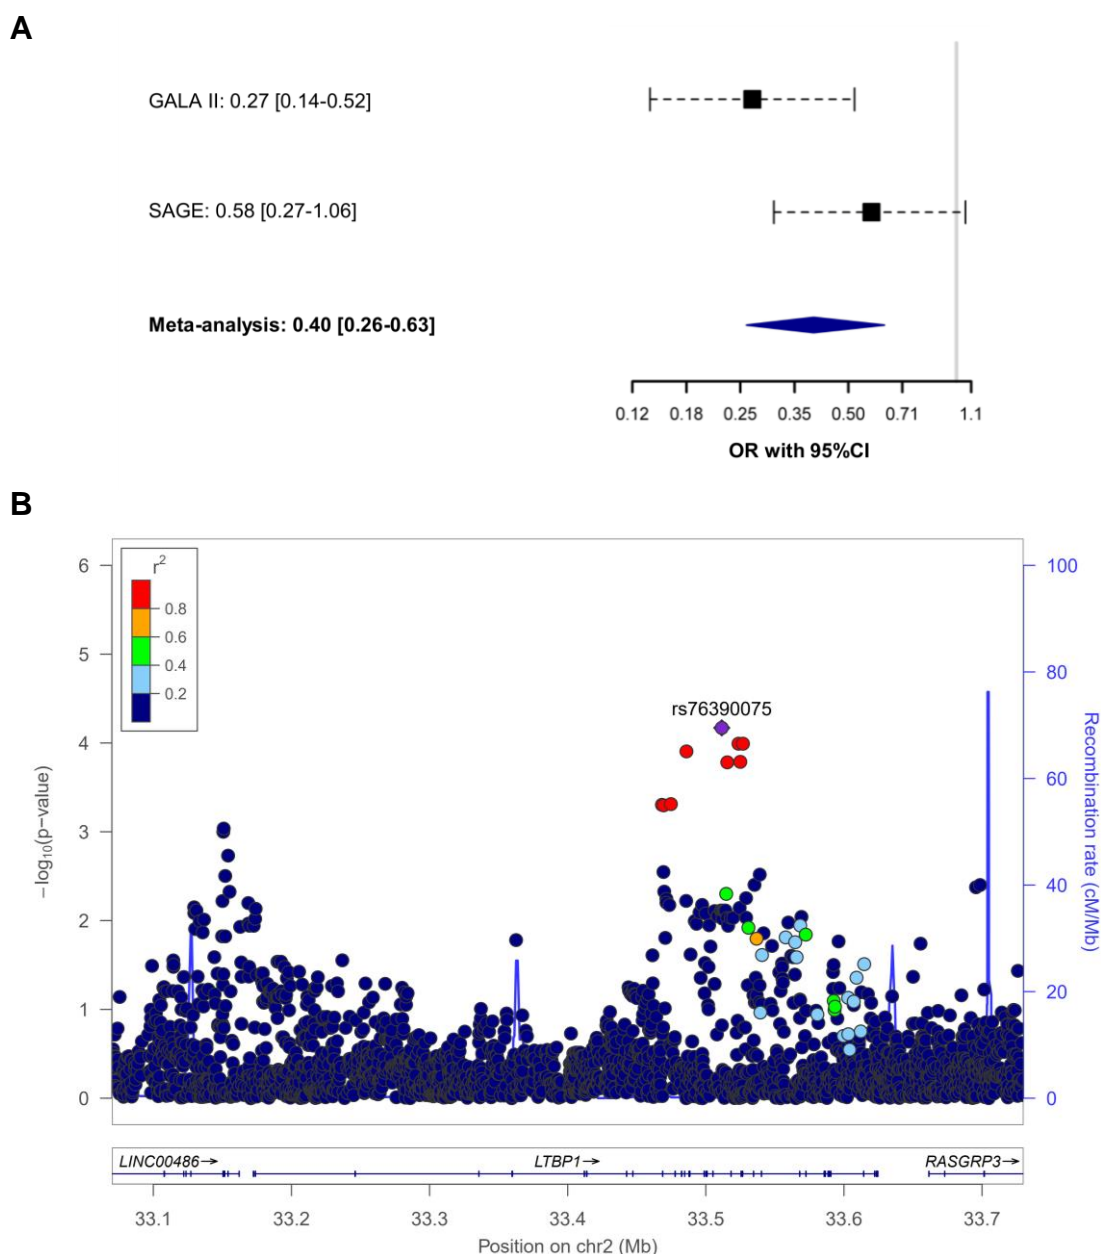 A
GALA II: 0.27 [0.14-0.52]
SAGE: 0.58 [0.27-1.06]
Meta-analysis: 0.40 [0.26-0.63]
0.12 0.18 0.25 0.35 0.50 0.71 1.1
OR with 95%CI
B
r2
0.8
0.6
0.4
0.2
rs76390075
6
5
4
3
2
1
0
−log10(p−value)
100
80
60
40
20
0
Recombination rate (cM/Mb)
LINC00486→ LTBP1→ RASGRP3→
33.1 33.2 33.3 33.4 33.5 33.6 33.7
Position on chr2 (Mb)